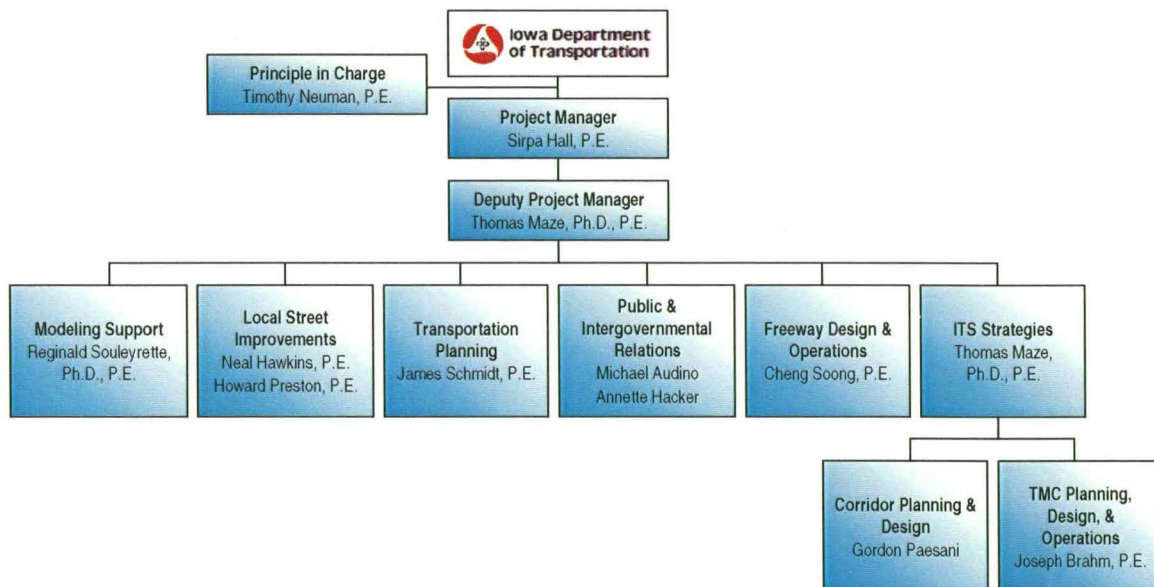 Iowa Department
of Transportation
Principle in Charge
Timothy Neuman, P.E.
Project Manager
Sirpa Hall, P.E.
Deputy Project Manager
Thomas Maze, Ph.D., P.E.
Modeling Support
Reginald Souleyrette,
Ph.D., P.E.
Local Street
Improvements
Neal Hawkins, P.E.
Howard Preston, P.E.
Transportation
Planning
James Schmidt, P.E.
Public &
Intergovernmental
Relations
Michael Audino
Annette Hacker
Freeway Design &
Operations
Cheng Soong, P.E.
ITS Strategies
Thomas Maze,
Ph.D., P.E.
Corridor Planning &
Design
Gordon Paesani
TMC Planning,
Design, &
Operations
Joseph Brahm, P.E.